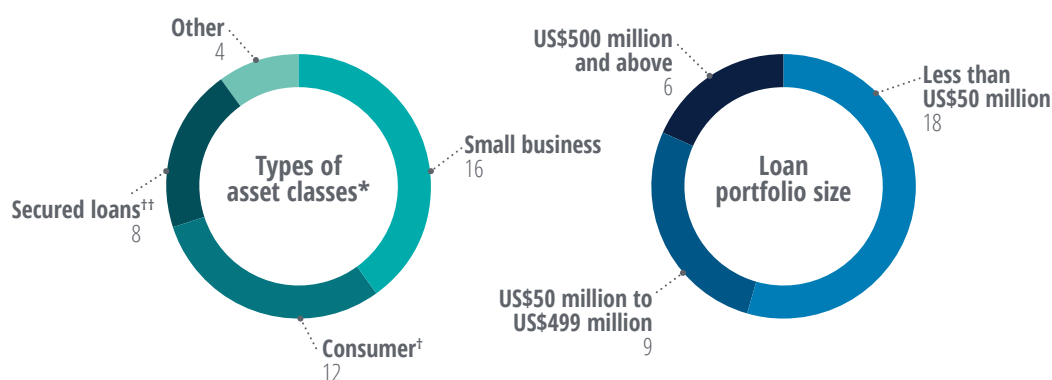 Types of
asset classes*
Other
4
Small business
16
Secured loans††
8
Consumer†
12
Loan
portfolio size
US$500 million
and above
6
Less than
US$50 million
18
US$50 million to
US$499 million
9